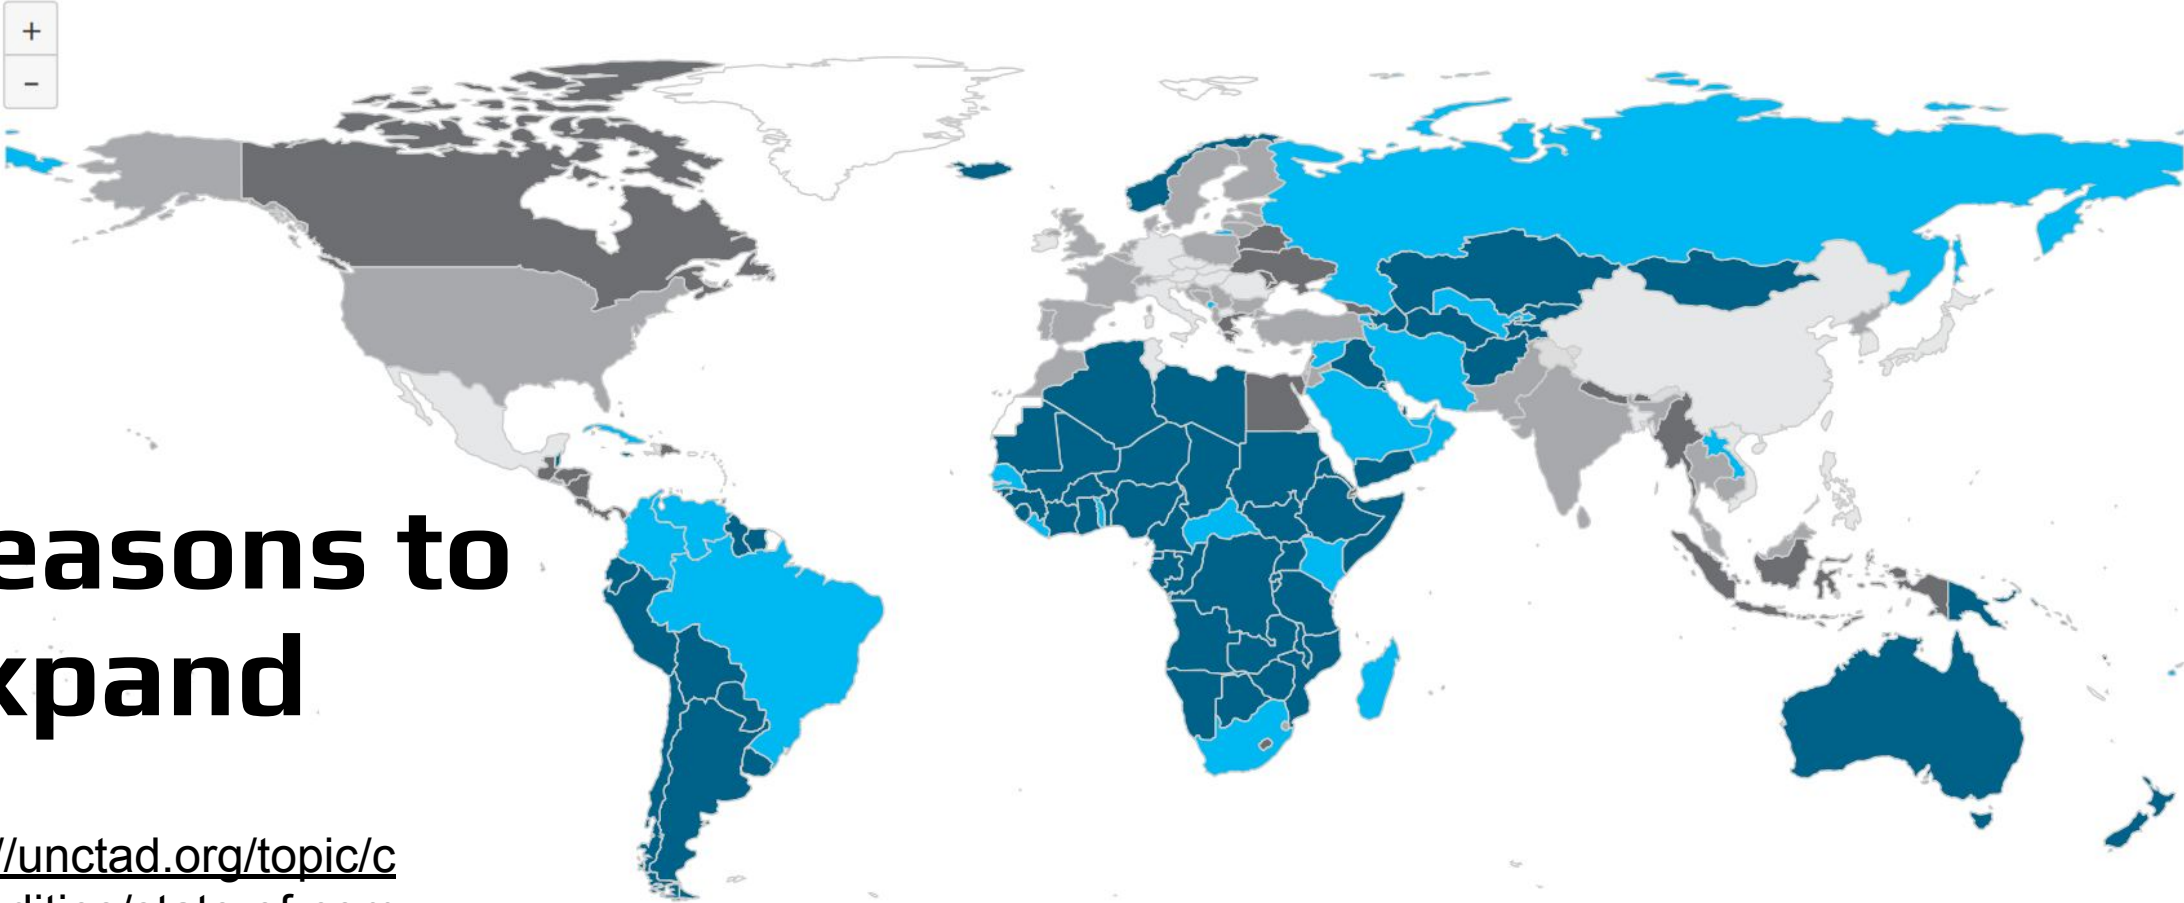 +
−
easons to
xpand
//unctad.org/topic/c